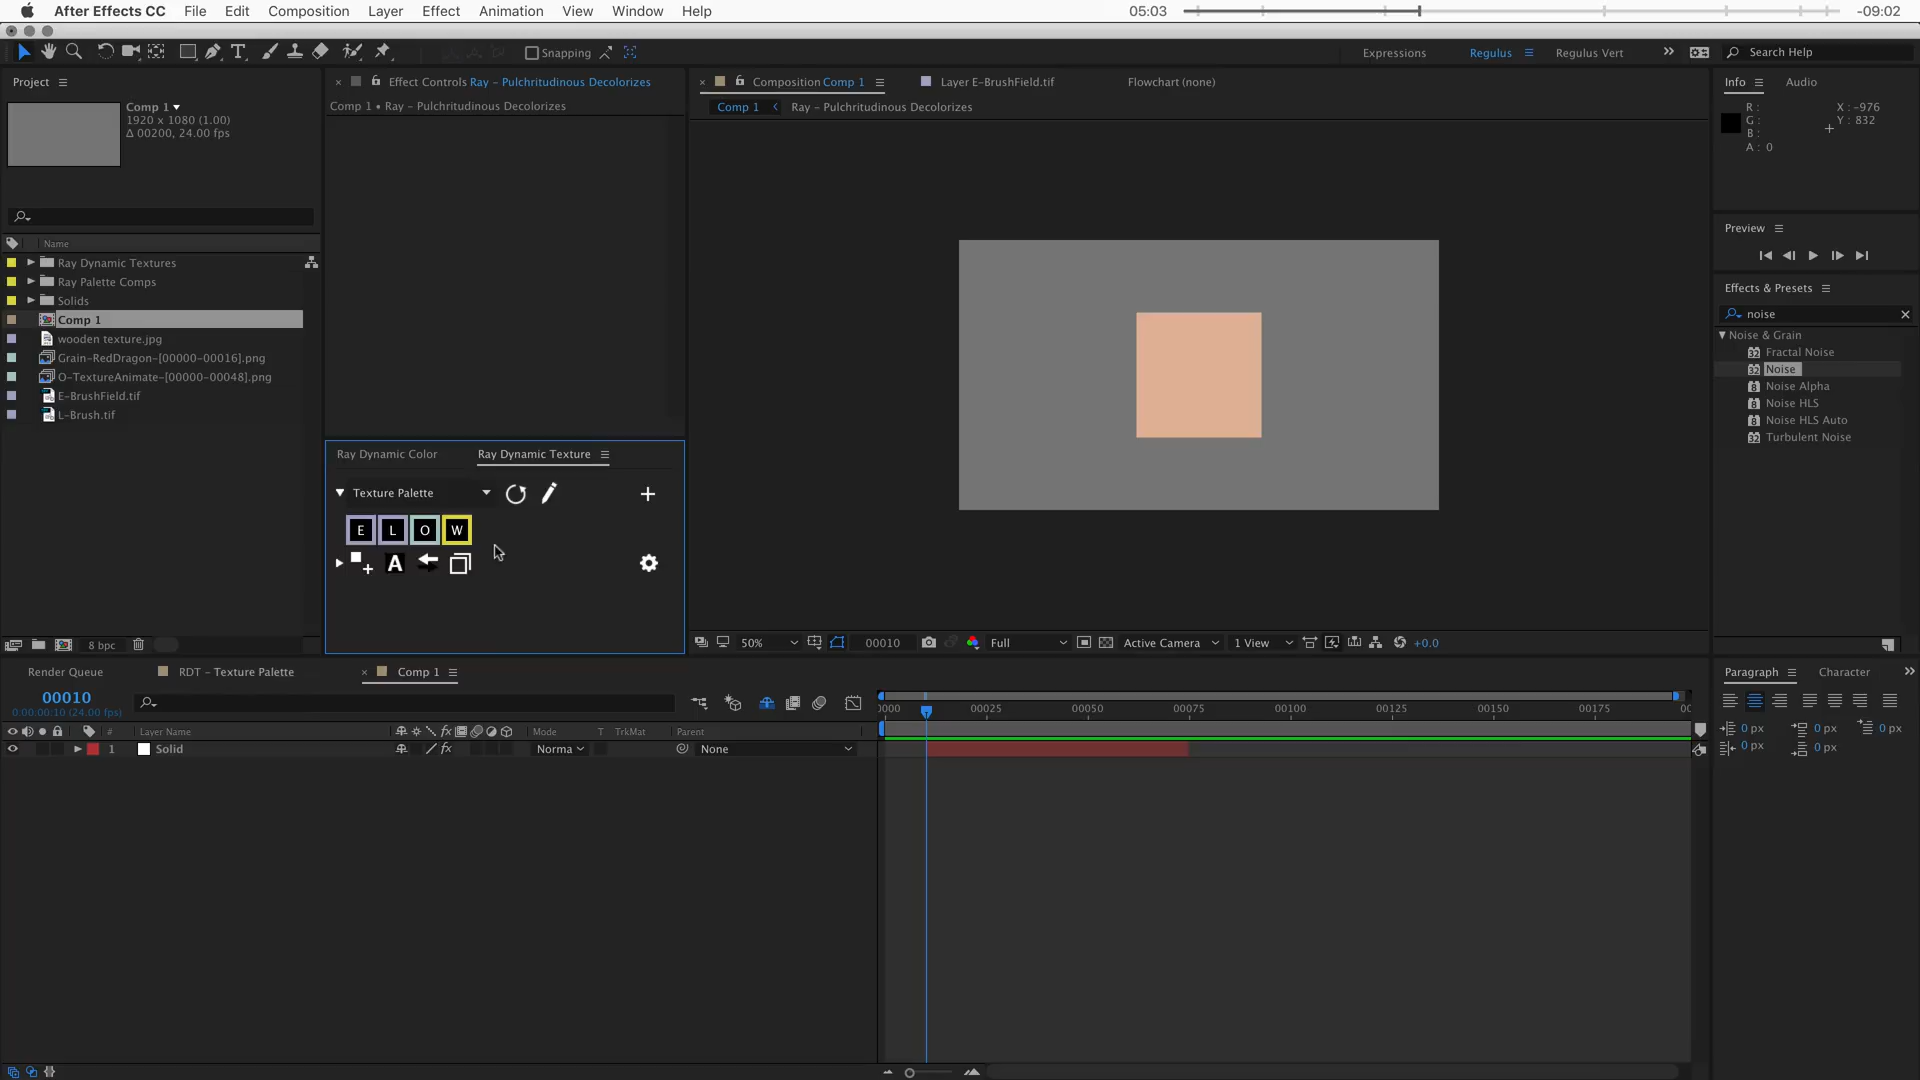 After Effects CC File Edit Composition Layer Effect Animation View Window Help 05:03 -09:02
Snapping Expressions Regulus Regulus Vert Search Help
Project Effect Controls Ray – Pulchritudinous Decolorizes Composition Comp 1 Layer E-BrushField.tif Flowchart (none) Info Audio
Comp 1 1920 x 1080 (1.00) Δ 00200, 24.00 fps
Comp 1 • Ray – Pulchritudinous Decolorizes
Comp 1 Ray – Pulchritudinous Decolorizes
R : X : -976
G : Y : 832
B :
A : 0
Preview
Name
Ray Dynamic Textures
Ray Palette Comps
Solids
Comp 1
wooden texture.jpg
Grain-RedDragon-[00000-00016].png
O-TextureAnimate-[00000-00048].png
E-BrushField.tif
L-Brush.tif
Effects & Presets
noise
Noise & Grain
Fractal Noise
Noise
Noise Alpha
Noise HLS
Noise HLS Auto
Turbulent Noise
Ray Dynamic Color Ray Dynamic Texture
Texture Palette
E L O W
A
8 bpc
50% 00010 Full Active Camera 1 View +0.0
Render Queue RDT – Texture Palette Comp 1 Paragraph Character
00010
0:00:00:10 (24.00 fps)
0000 00025 00050 00075 00100 00125 00150 00175
# Layer Name Mode T TrkMat Parent
1 Solid Norma None
0 px 0 px 0 px
0 px 0 px